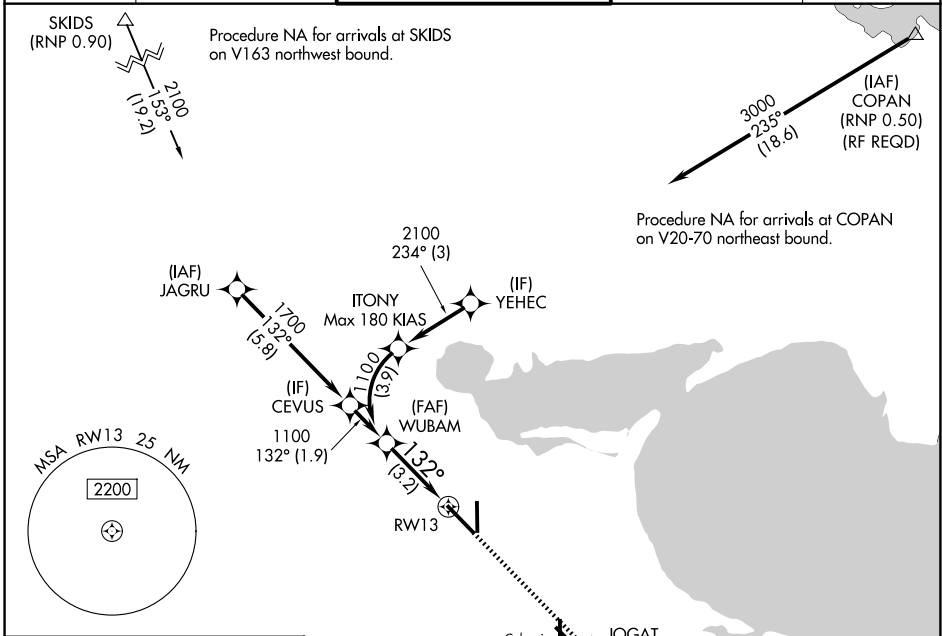 SKIDS
(RNP 0.90)
Procedure NA for arrivals at SKIDS
on V163 northwest bound.
2100
153°
(19.2)
(IAF)
COPAN
(RNP 0.50)
(RF REQD)
3000
235°
(18.6)
Procedure NA for arrivals at COPAN
on V20-70 northeast bound.
2100
234° (3)
(IAF)
JAGRU
ITONY
Max 180 KIAS
(IF)
YEHEC
1700
132°
(5.8)
1100
(3.9)
(IF)
CEVUS
(FAF)
WUBAM
1100
132° (1.9)
132°
(3.2)
MSA RW13 25 NM
2200
RW13
JOGAT